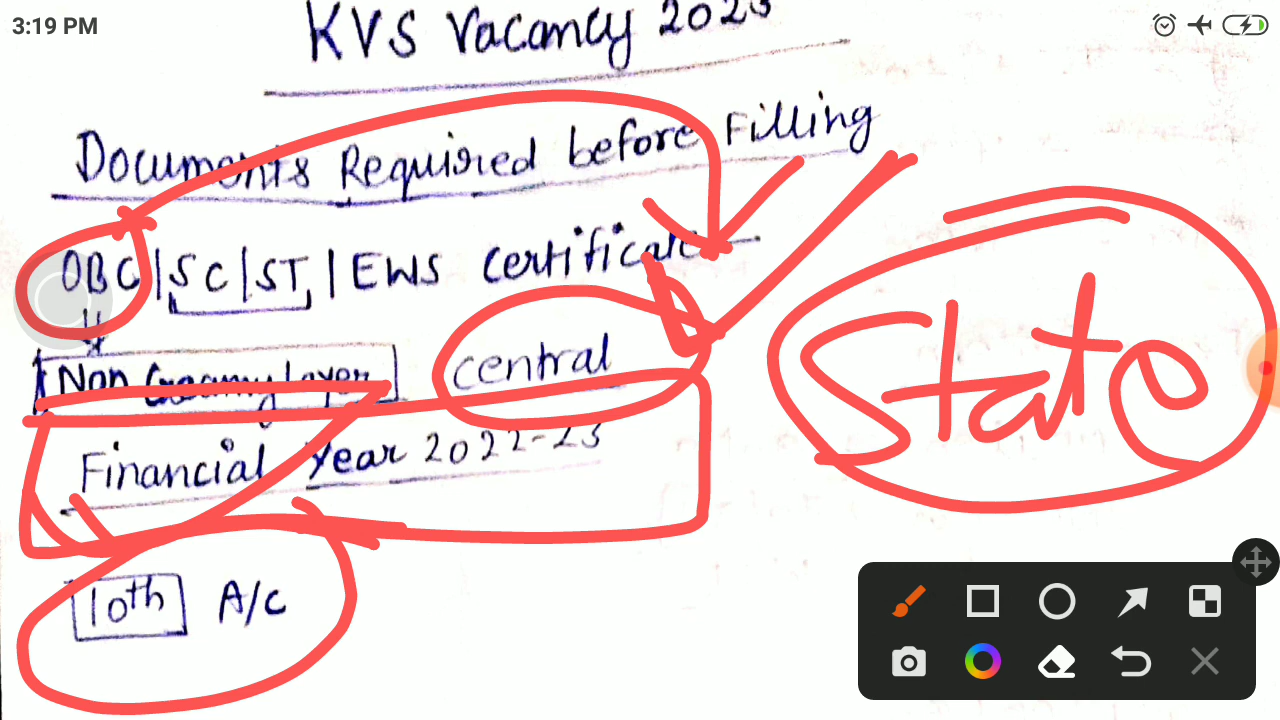 3:19 PM
KVS Vacancy 2023
Documents Required before Filling
OBC|SC|ST|EWS Certificate
Non Creamy Layer central
State
Financial Year 2022-23
10th A/c